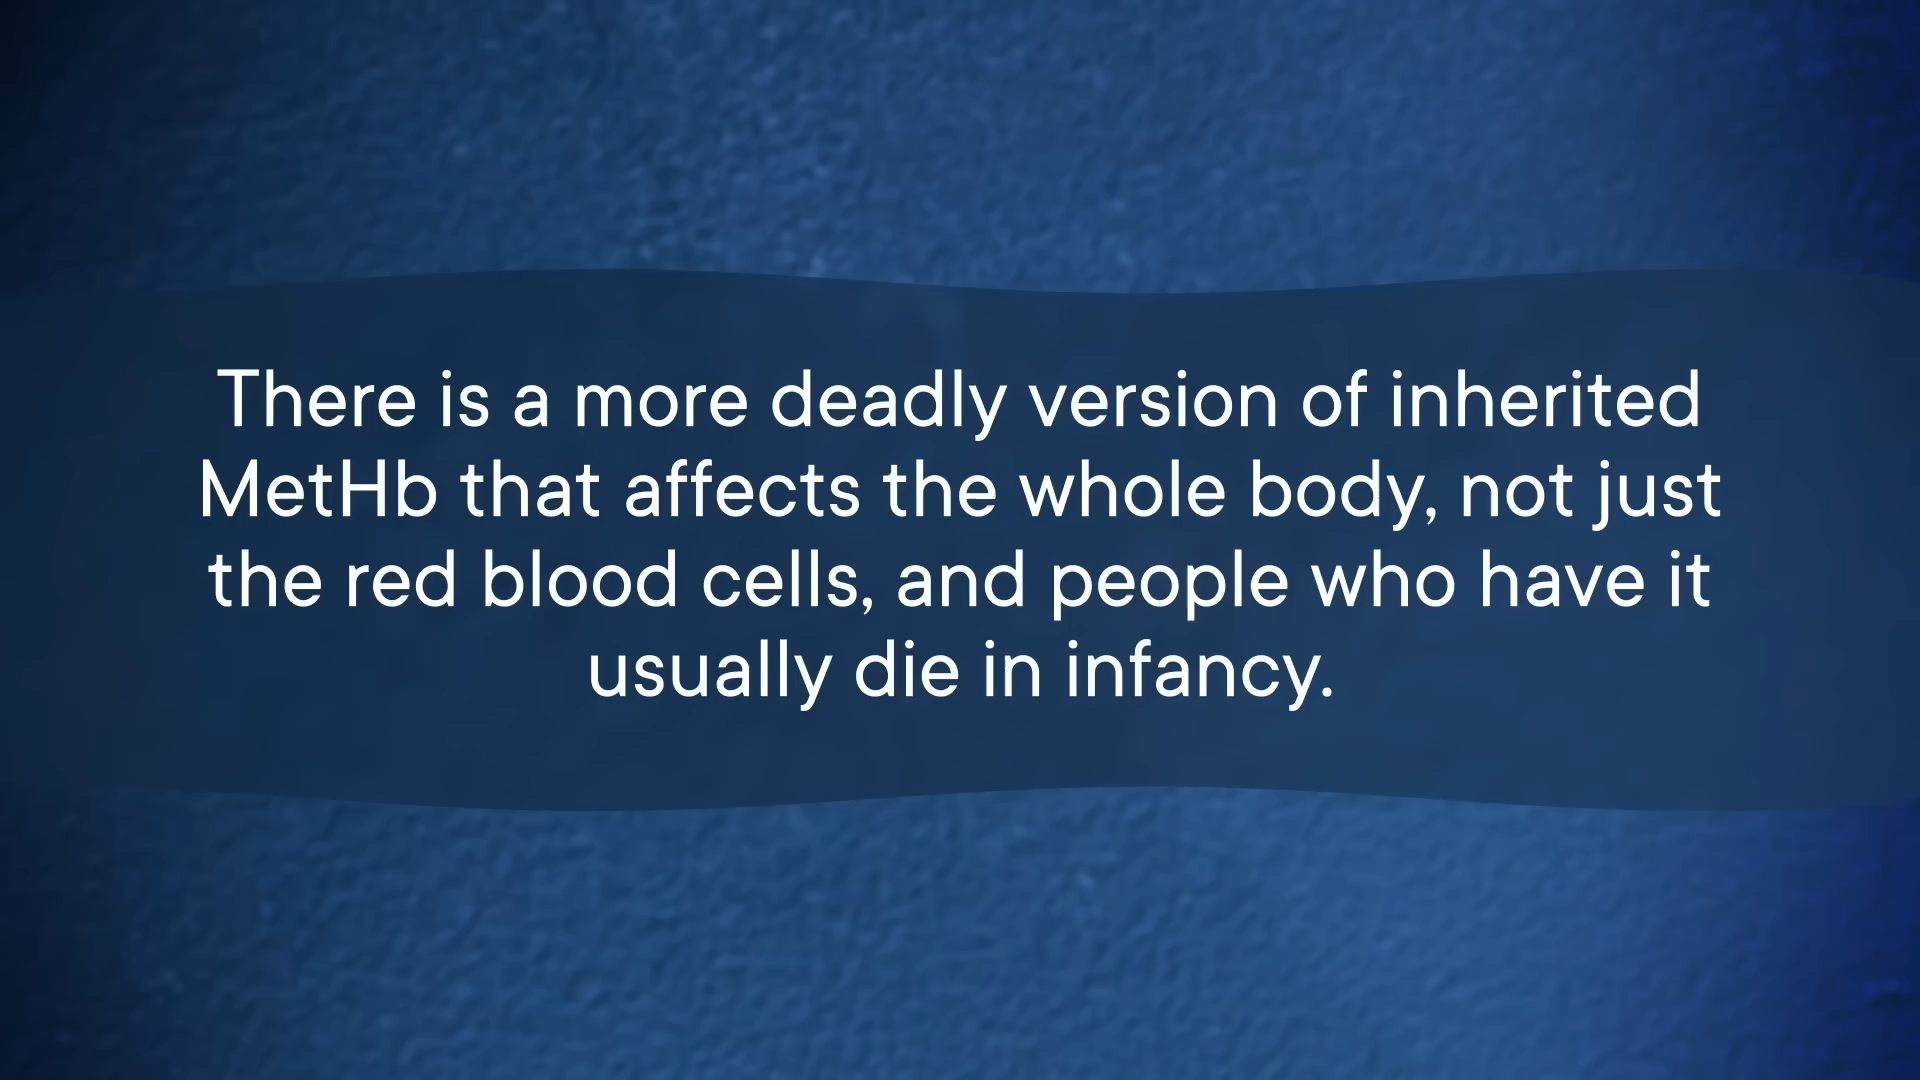 There is a more deadly version of inherited
MetHb that affects the whole body, not just
the red blood cells, and people who have it
usually die in infancy.